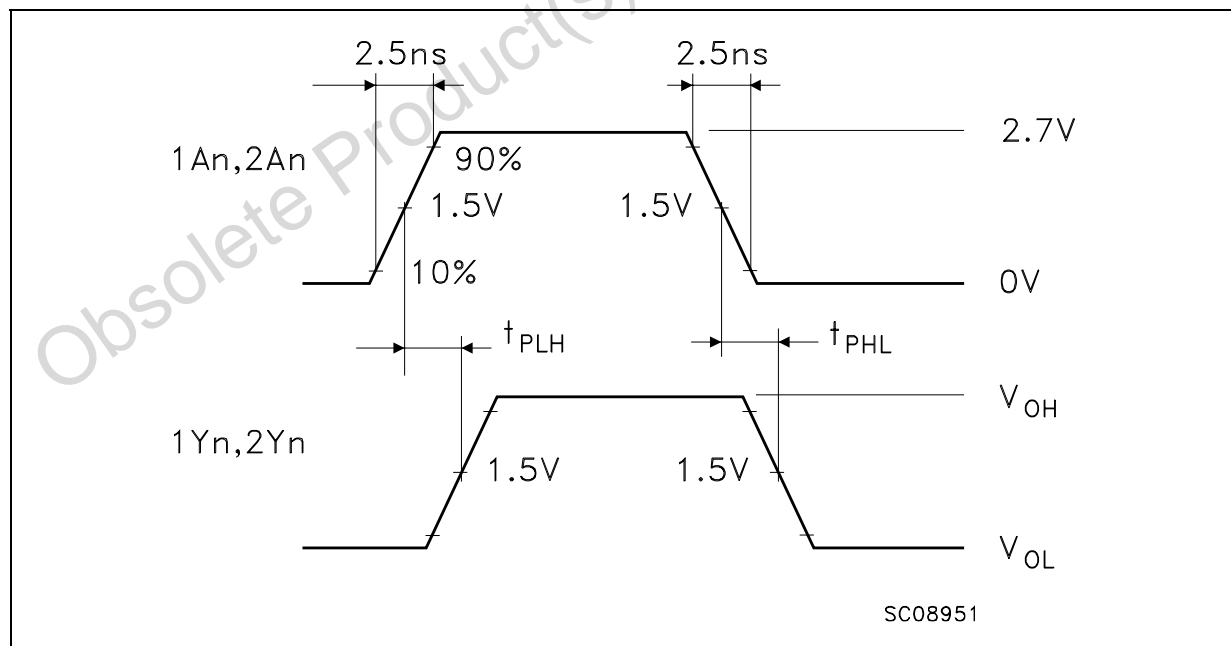 Obsolete Product(s)
2.5ns 2.5ns
2.7V
1An,2An 90%
1.5V 1.5V
10% 0V
tPLH tPHL
VOH
1Yn,2Yn 1.5V 1.5V
VOL
SC08951